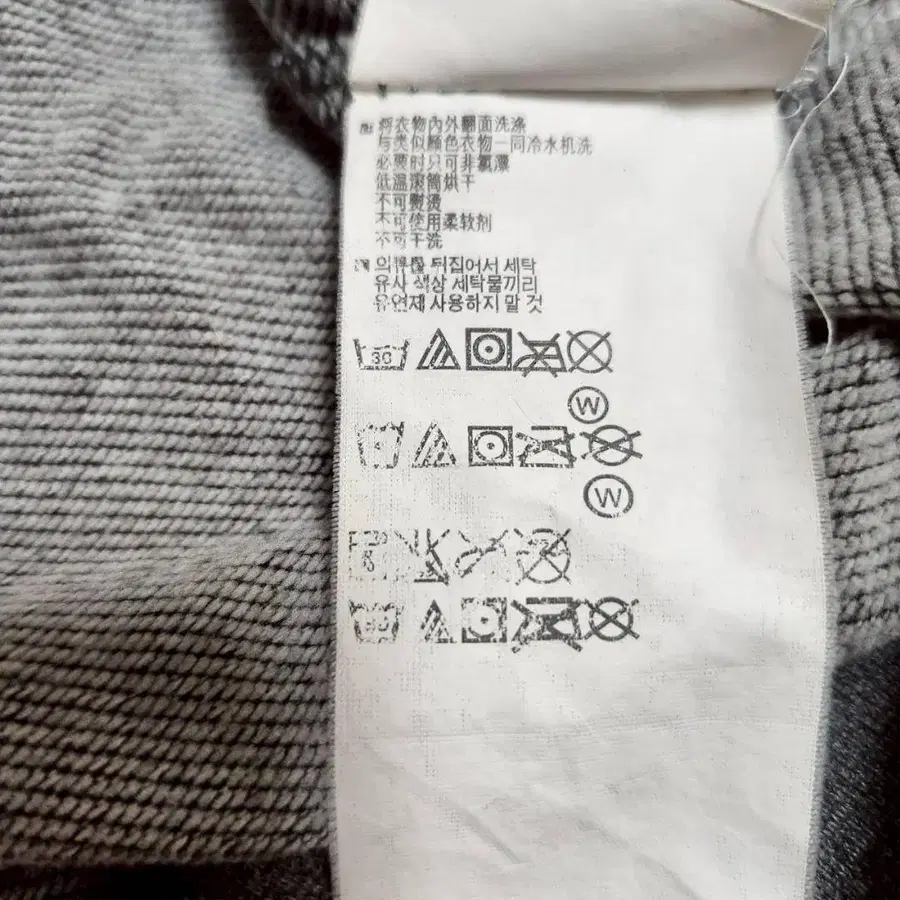 将衣物內外翻面洗涤
与类似颜色衣物一同冷水机洗
必要时只可非氯漂
低温滚筒烘干
不可熨烫
不可使用柔软剂
不可干洗
의류를 뒤집어서 세탁
유사 색상 세탁물끼리
유연제 사용하지 말 것
30
W
W